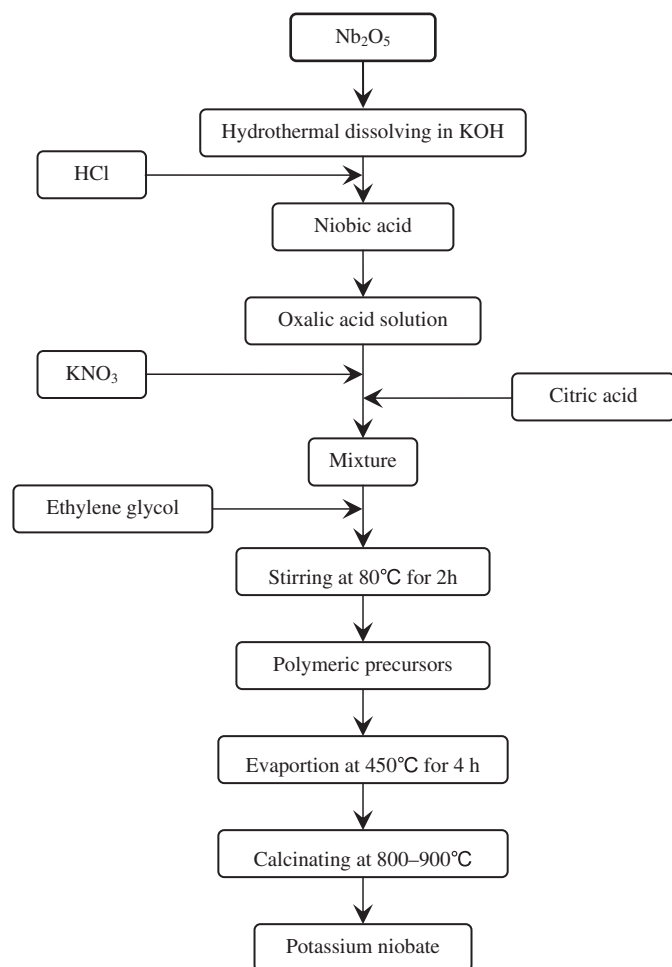 Nb₂O₅
Hydrothermal dissolving in KOH
HCl
Niobic acid
Oxalic acid solution
KNO₃
Citric acid
Mixture
Ethylene glycol
Stirring at 80℃ for 2h
Polymeric precursors
Evaportion at 450℃ for 4 h
Calcinating at 800–900℃
Potassium niobate